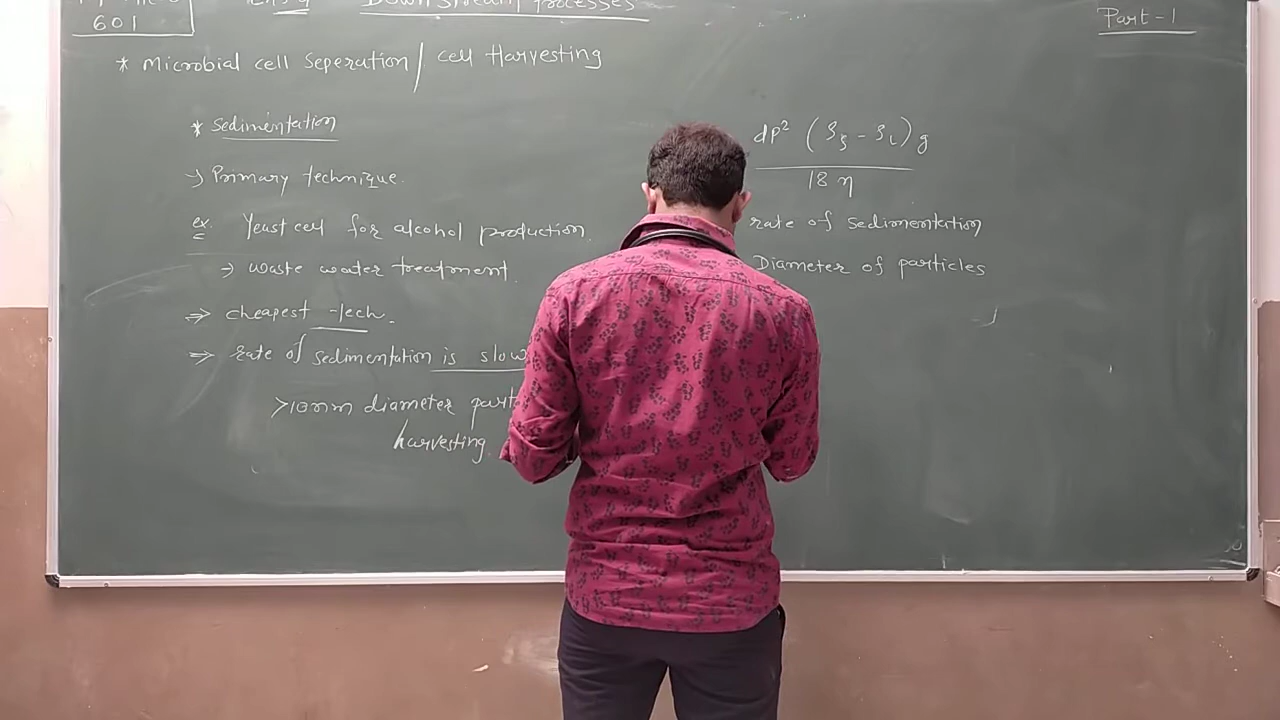 601
Downstream processes
Part-1
* Microbial cell Seperation / cell Harvesting
* Sedimentation
→ Primary technique.
ex. Yeast cell for alcohol production.
→ waste water treatment
⇒ cheapest tech.
⇒ rate of sedimentation is slow
>10mm diameter
harvesting.
dp² (ρs - ρL) g
18 η
rate of sedimentation
Diameter of particles